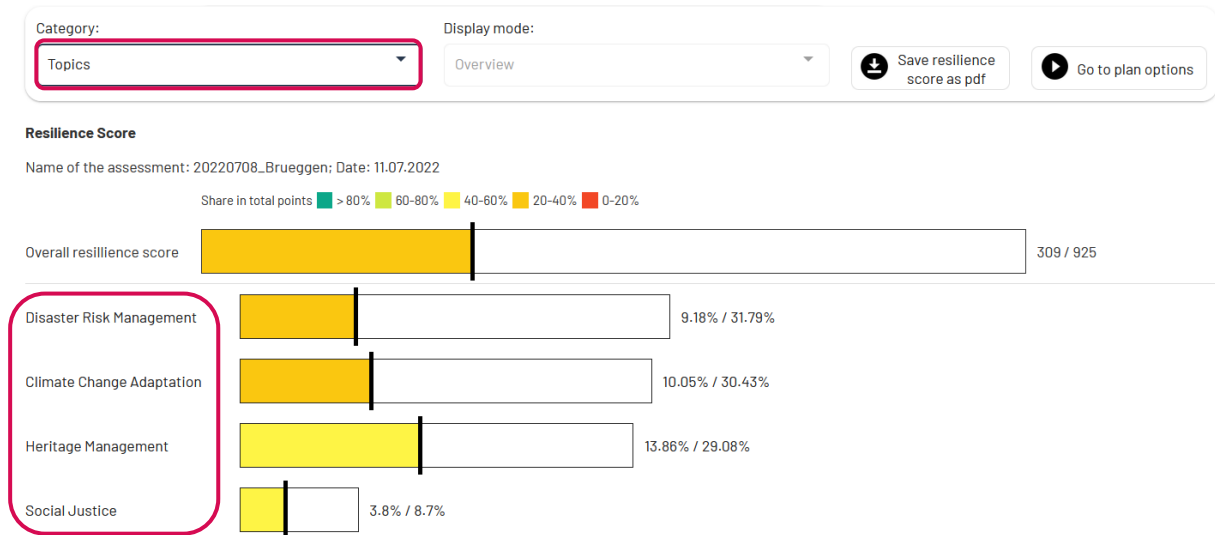 Category:
Display mode:
Topics
Overview
Save resilience
score as pdf
Go to plan options
Resilience Score
Name of the assessment: 20220708_Brueggen; Date: 11.07.2022
Share in total points > 80% 60-80% 40-60% 20-40% 0-20%
Overall resillience score
309 / 925
Disaster Risk Management
9.18% / 31.79%
Climate Change Adaptation
10.05% / 30.43%
Heritage Management
13.86% / 29.08%
Social Justice
3.8% / 8.7%